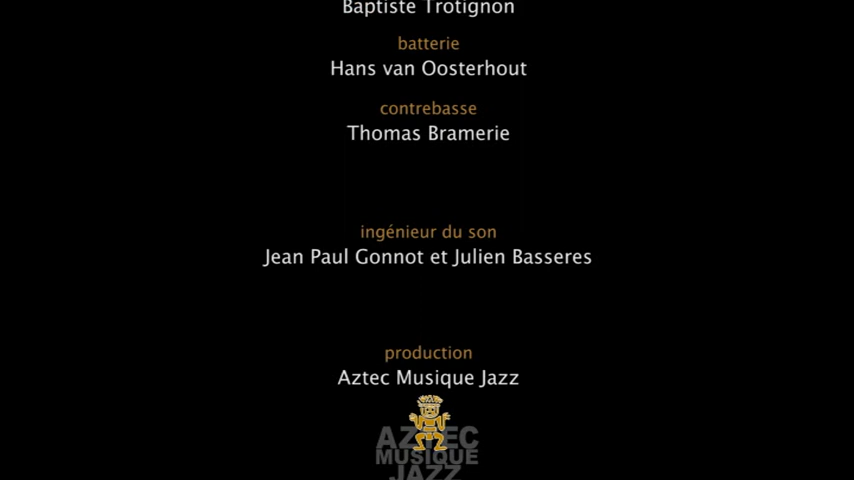 Baptiste Trotignon
batterie
Hans van Oosterhout
contrebasse
Thomas Bramerie
ingénieur du son
Jean Paul Gonnot et Julien Basseres
production
Aztec Musique Jazz
AZTEC
MUSIQUE
JAZZ